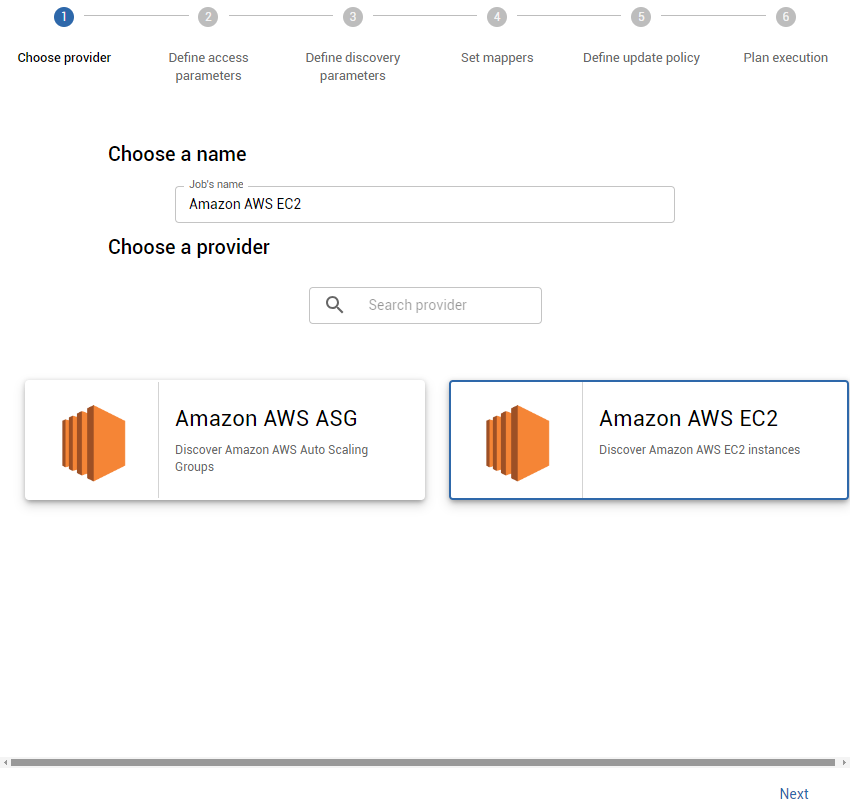 1 2 3 4 5 6
Choose provider
Define access
parameters
Define discovery
parameters
Set mappers
Define update policy
Plan execution
Choose a name
Job's name
Amazon AWS EC2
Choose a provider
Search provider
Amazon AWS ASG
Discover Amazon AWS Auto Scaling
Groups
Amazon AWS EC2
Discover Amazon AWS EC2 instances
Next